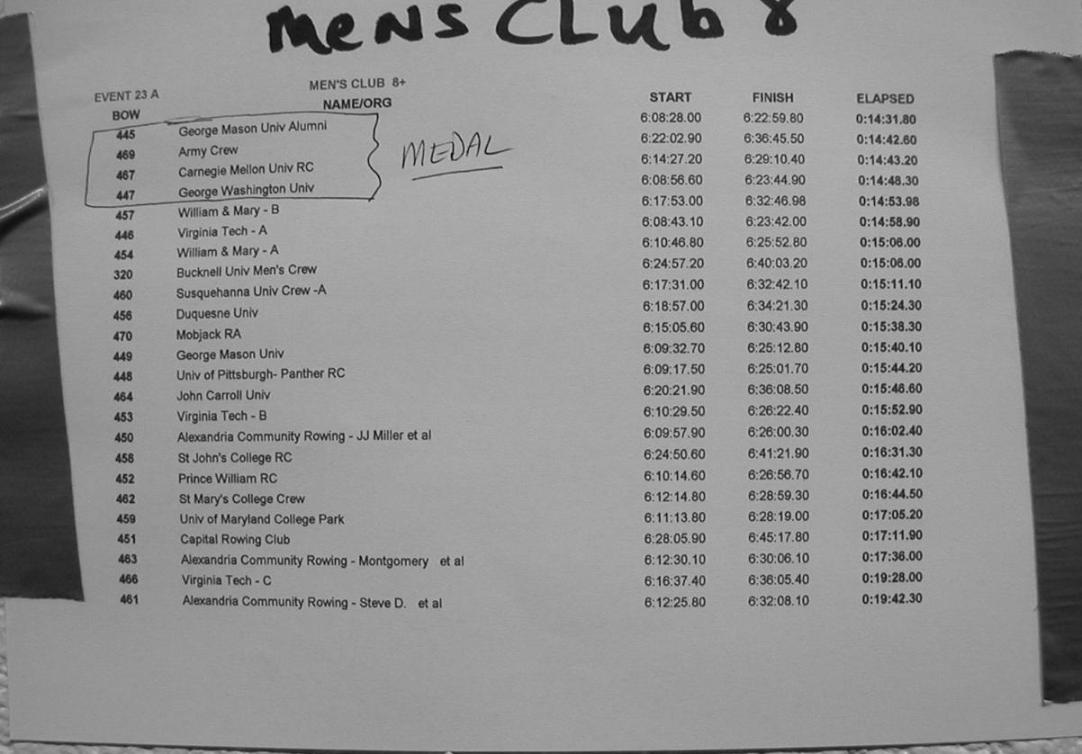 MENS CLUB 8
EVENT 23 A MEN'S CLUB 8+
BOW NAME/ORG START FINISH ELAPSED
445 George Mason Univ Alumni 6:08:28.00 6:22:59.80 0:14:31.80
469 Army Crew 6:22:02.90 6:36:45.50 0:14:42.60
467 Carnegie Mellon Univ RC 6:14:27.20 6:29:10.40 0:14:43.20
447 George Washington Univ 6:08:56.60 6:23:44.90 0:14:48.30
MEDAL
457 William & Mary - B 6:17:53.00 6:32:46.98 0:14:53.98
446 Virginia Tech - A 6:08:43.10 6:23:42.00 0:14:58.90
454 William & Mary - A 6:10:46.80 6:25:52.80 0:15:06.00
320 Bucknell Univ Men's Crew 6:24:57.20 6:40:03.20 0:15:06.00
460 Susquehanna Univ Crew -A 6:17:31.00 6:32:42.10 0:15:11.10
456 Duquesne Univ 6:18:57.00 6:34:21.30 0:15:24.30
470 Mobjack RA 6:15:05.60 6:30:43.90 0:15:38.30
449 George Mason Univ 6:09:32.70 6:25:12.80 0:15:40.10
448 Univ of Pittsburgh- Panther RC 6:09:17.50 6:25:01.70 0:15:44.20
464 John Carroll Univ 6:20:21.90 6:36:08.50 0:15:46.60
453 Virginia Tech - B 6:10:29.50 6:26:22.40 0:15:52.90
450 Alexandria Community Rowing - JJ Miller et al 6:09:57.90 6:26:00.30 0:16:02.40
458 St John's College RC 6:24:50.60 6:41:21.90 0:16:31.30
452 Prince William RC 6:10:14.60 6:26:56.70 0:16:42.10
462 St Mary's College Crew 6:12:14.80 6:28:59.30 0:16:44.50
459 Univ of Maryland College Park 6:11:13.80 6:28:19.00 0:17:05.20
451 Capital Rowing Club 6:28:05.90 6:45:17.80 0:17:11.90
463 Alexandria Community Rowing - Montgomery et al 6:12:30.10 6:30:06.10 0:17:36.00
466 Virginia Tech - C 6:16:37.40 6:36:05.40 0:19:28.00
461 Alexandria Community Rowing - Steve D. et al 6:12:25.80 6:32:08.10 0:19:42.30